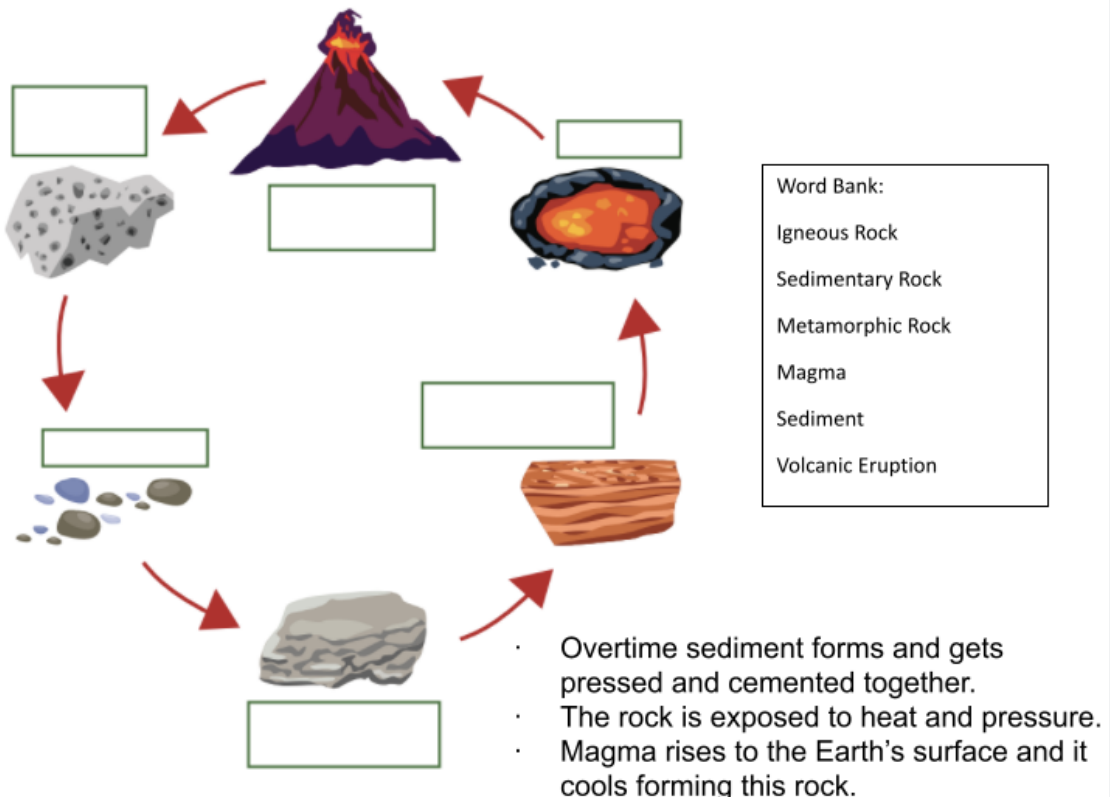 Word Bank:
Igneous Rock
Sedimentary Rock
Metamorphic Rock
Magma
Sediment
Volcanic Eruption
· Overtime sediment forms and gets
pressed and cemented together.
· The rock is exposed to heat and pressure.
· Magma rises to the Earth’s surface and it
cools forming this rock.